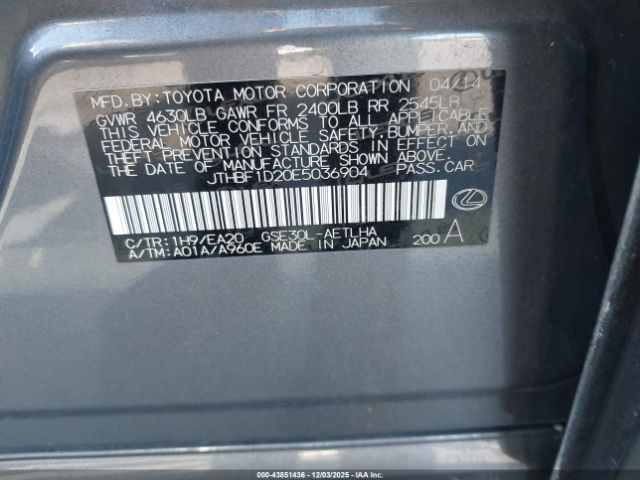 MFD. BY: TOYOTA MOTOR CORPORATION 04/14
GVWR 4630LB GAWR FR 2400LB RR 2545LB
THIS VEHICLE CONFORMS TO ALL APPLICABLE
FEDERAL MOTOR VEHICLE SAFETY, BUMPER, AND
THEFT PREVENTION STANDARDS IN EFFECT ON
THE DATE OF MANUFACTURE SHOWN ABOVE.
JTHBF1D20E5036904 PASS.CAR
C/TR: 1H9/EA20 GSE30L-AETLHA
A/TM: A01A/A960E MADE IN JAPAN 200 A
000-43851436 - 12/03/2025 - IAAI.CA